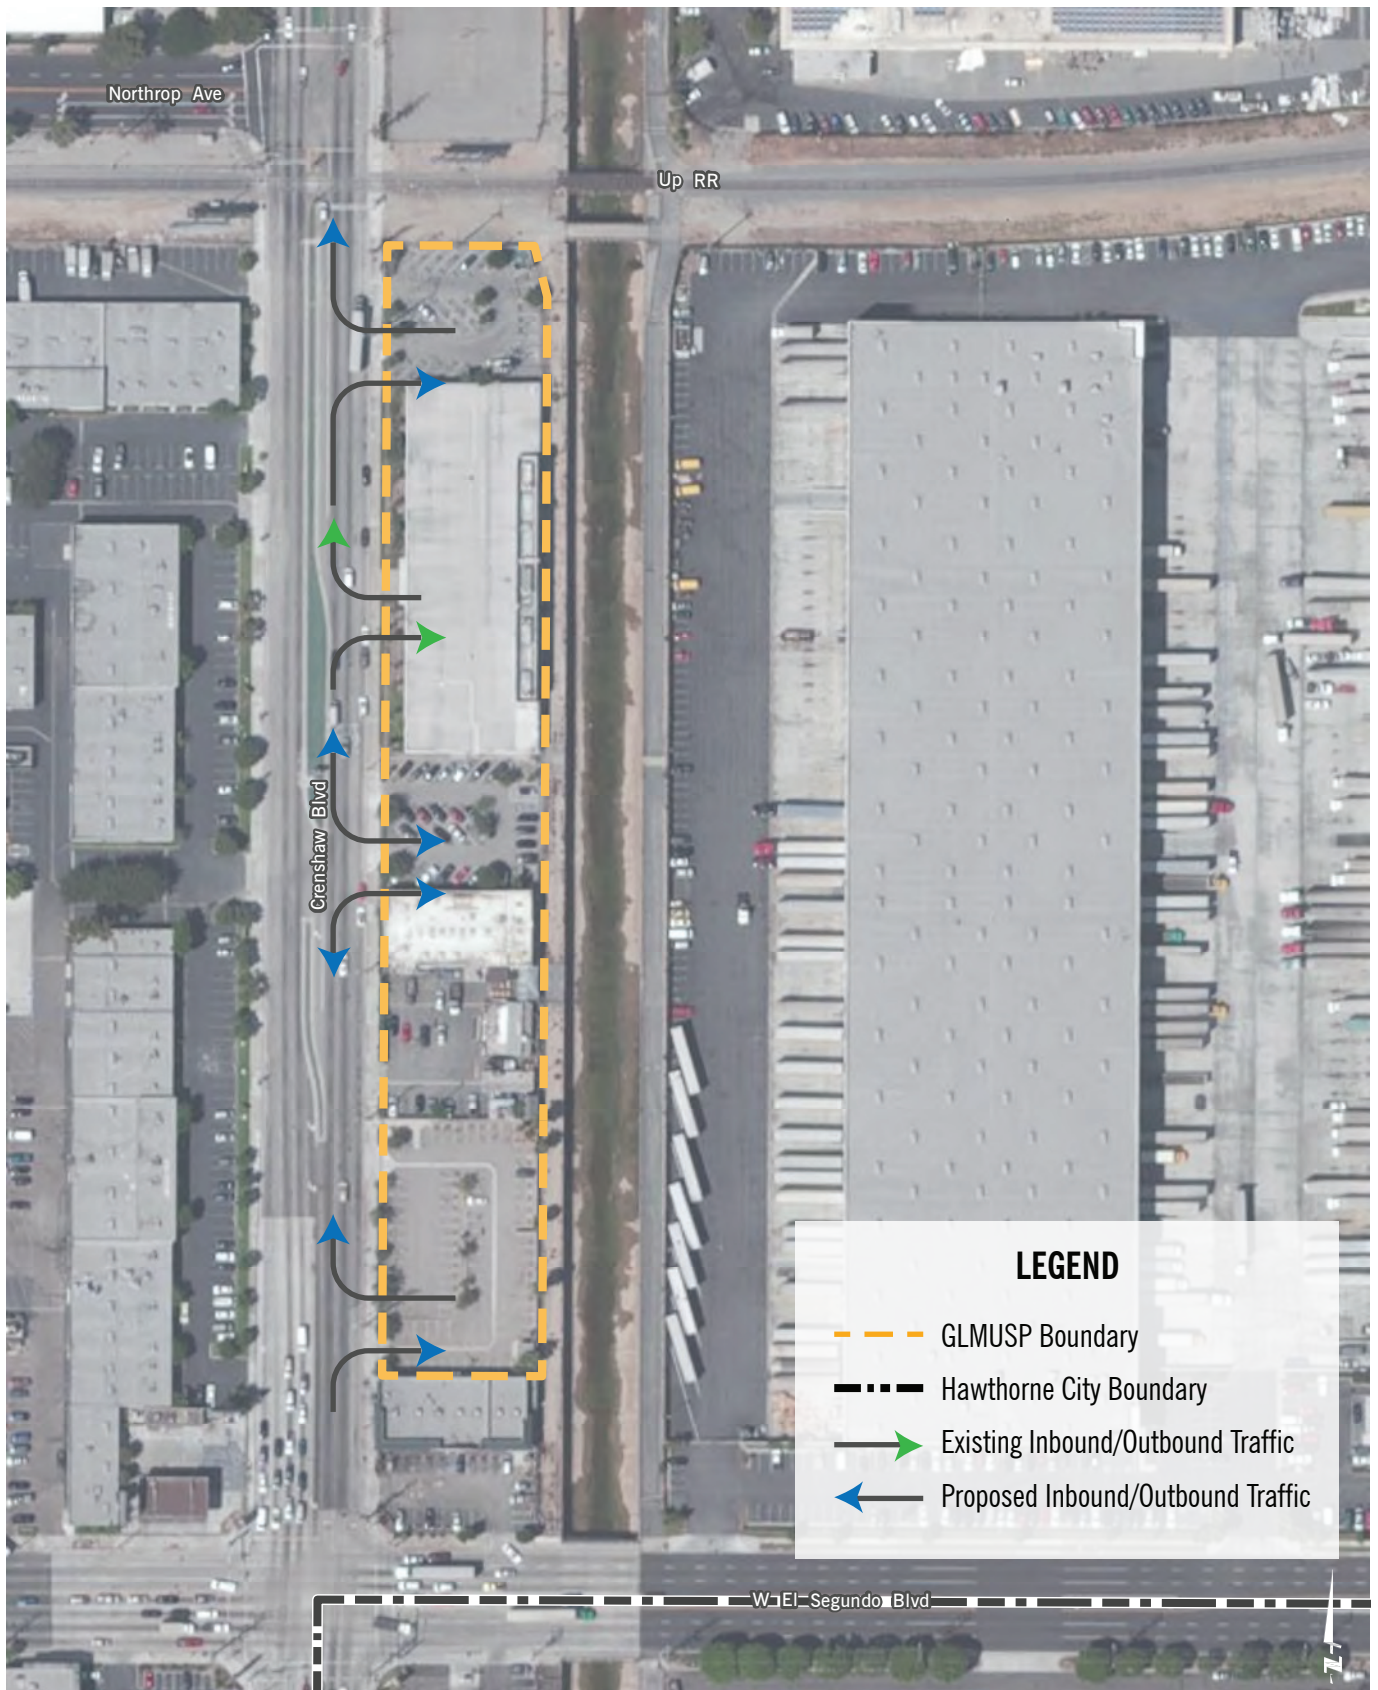 Northrop Ave
Up RR
Crenshaw Blvd
LEGEND
GLMUSP Boundary
Hawthorne City Boundary
Existing Inbound/Outbound Traffic
Proposed Inbound/Outbound Traffic
W El Segundo Blvd
N